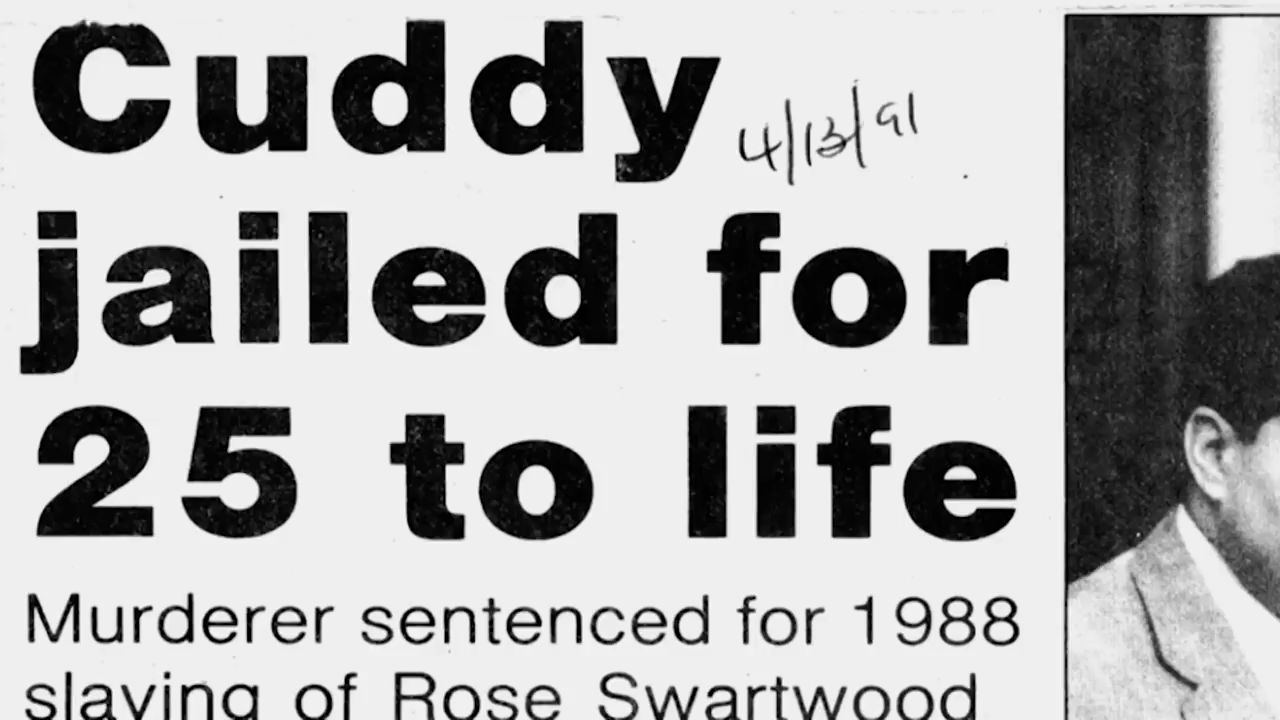 Cuddy
4/13/91
jailed for
25 to life
Murderer sentenced for 1988
slaying of Rose Swartwood